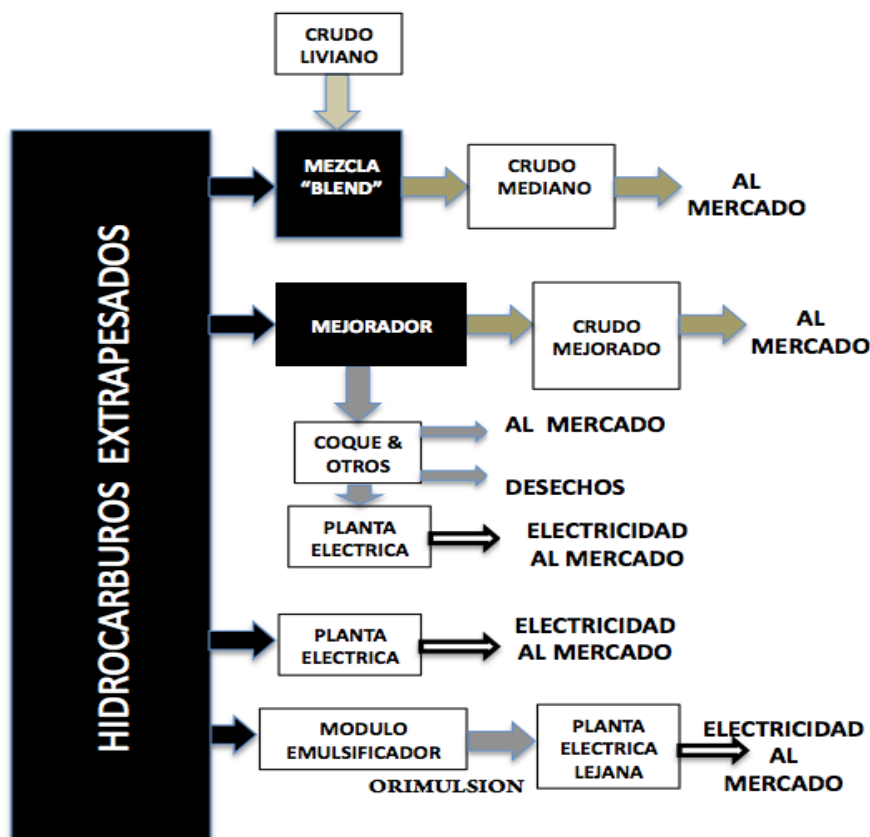 CRUDO
LIVIANO
HIDROCARBUROS EXTRAPESADOS
MEZCLA
“BLEND”
CRUDO
MEDIANO
AL
MERCADO
MEJORADOR
CRUDO
MEJORADO
AL
MERCADO
COQUE &
OTROS
AL MERCADO
DESECHOS
PLANTA
ELECTRICA
ELECTRICIDAD
AL MERCADO
PLANTA
ELECTRICA
ELECTRICIDAD
AL MERCADO
MODULO
EMULSIFICADOR
ORIMULSION
PLANTA
ELECTRICA
LEJANA
ELECTRICIDAD
AL
MERCADO